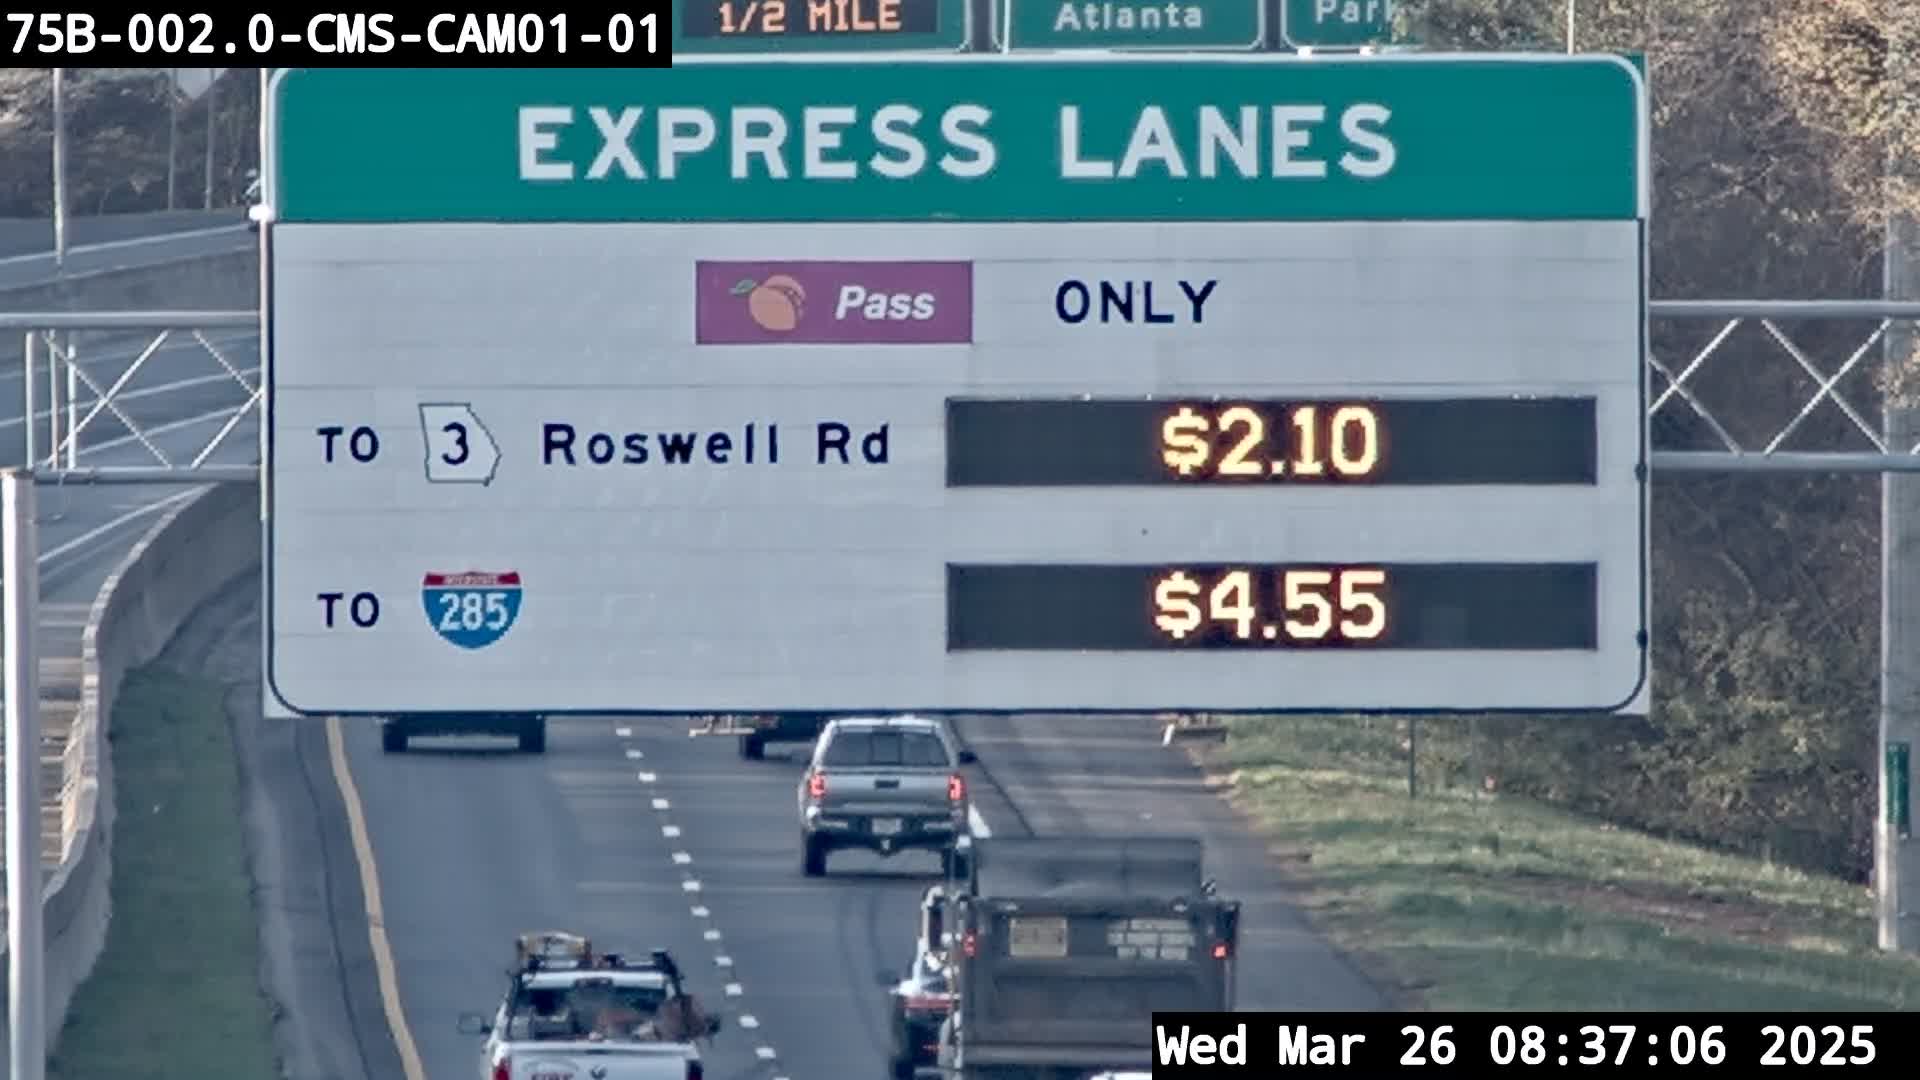 75B-002.0-CMS-CAM01-01
1/2 MILE
Atlanta
EXPRESS LANES
Pass ONLY
TO 3 Roswell Rd $2.10
TO INTERSTATE 285 $4.55
Wed Mar 26 08:37:06 2025